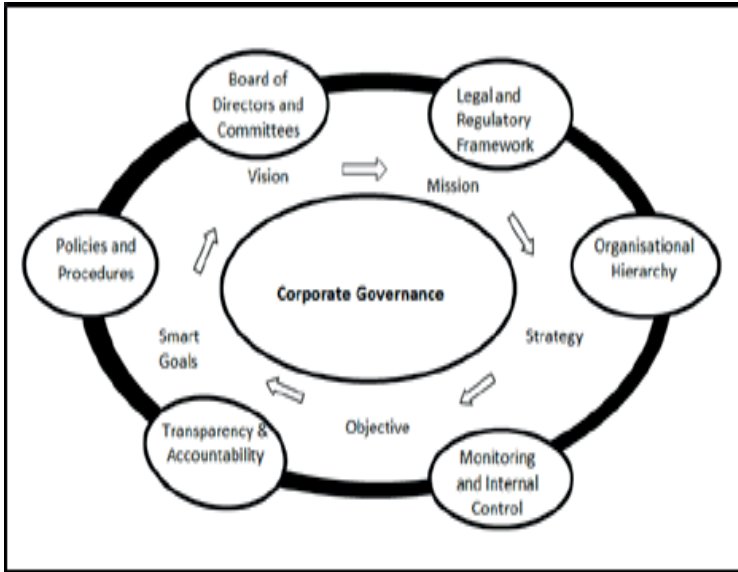 Board of
Directors and
Committees
Legal and
Regulatory
Framework
Vision
Mission
Policies and
Procedures
Organisational
Hierarchy
Corporate Governance
Smart
Goals
Strategy
Objective
Transparency &
Accountability
Monitoring
and Internal
Control